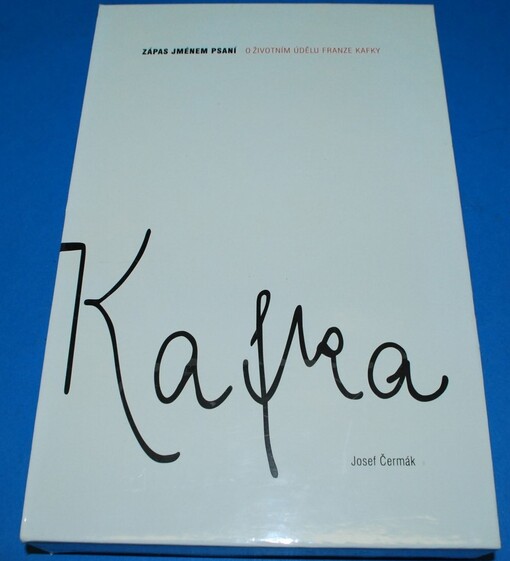 ZÁPAS JMÉNEM PSANÍ O ŽIVOTNÍM ÚDĚLU FRANZE KAFKY
Kafka
Josef Čermák